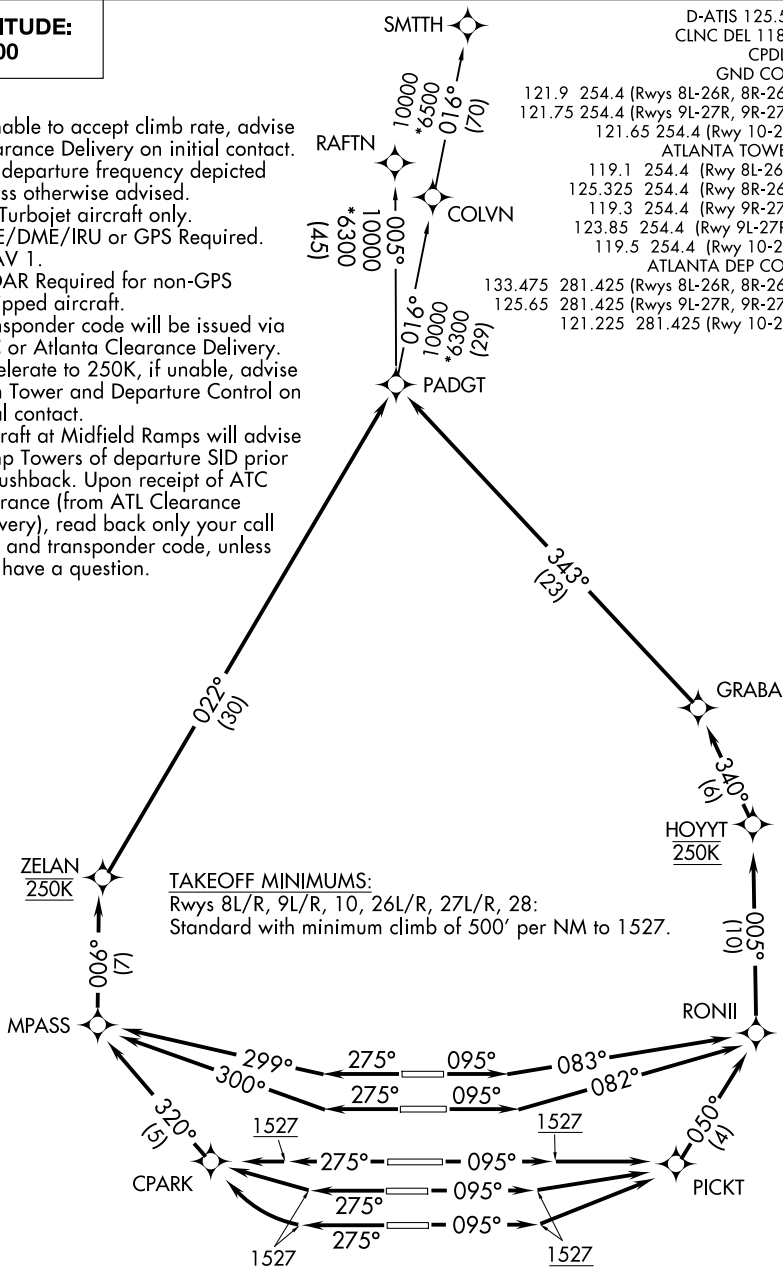 ITUDE:
00
nable to accept climb rate, advise
arance Delivery on initial contact.
departure frequency depicted
ss otherwise advised.
Turbojet aircraft only.
E/DME/IRU or GPS Required.
AV 1.
DAR Required for non-GPS
ipped aircraft.
nsponder code will be issued via
C or Atlanta Clearance Delivery.
elerate to 250K, if unable, advise
n Tower and Departure Control on
al contact.
raft at Midfield Ramps will advise
mp Towers of departure SID prior
ushback. Upon receipt of ATC
rance (from ATL Clearance
very), read back only your call
and transponder code, unless
have a question.
D-ATIS 125.5
CLNC DEL 118
CPDL
GND CO
121.9 254.4 (Rwys 8L-26R, 8R-26
121.75 254.4 (Rwys 9L-27R, 9R-27
121.65 254.4 (Rwy 10-2
ATLANTA TOWE
119.1 254.4 (Rwy 8L-26
125.325 254.4 (Rwy 8R-26
119.3 254.4 (Rwy 9R-27
123.85 254.4 (Rwy 9L-27R
119.5 254.4 (Rwy 10-2
ATLANTA DEP CO
133.475 281.425 (Rwys 8L-26R, 8R-26
125.65 281.425 (Rwys 9L-27R, 9R-27
121.225 281.425 (Rwy 10-2
SMTTH
10000
*6500
016°
(70)
RAFTN
COLVN
005°
10000
*6300
(45)
016°
10000
*6300
(29)
PADGT
022°
(30)
343°
(23)
GRABA
340°
(6)
HOYYT
250K
ZELAN
250K
TAKEOFF MINIMUMS:
Rwys 8L/R, 9L/R, 10, 26L/R, 27L/R, 28:
Standard with minimum climb of 500' per NM to 1527.
006°
(7)
005°
(10)
MPASS
RONII
299°
275°
095°
083°
300°
275°
095°
082°
320°
(5)
1527
1527
050°
(4)
275°
095°
CPARK
PICKT
275°
095°
275°
095°
1527
1527